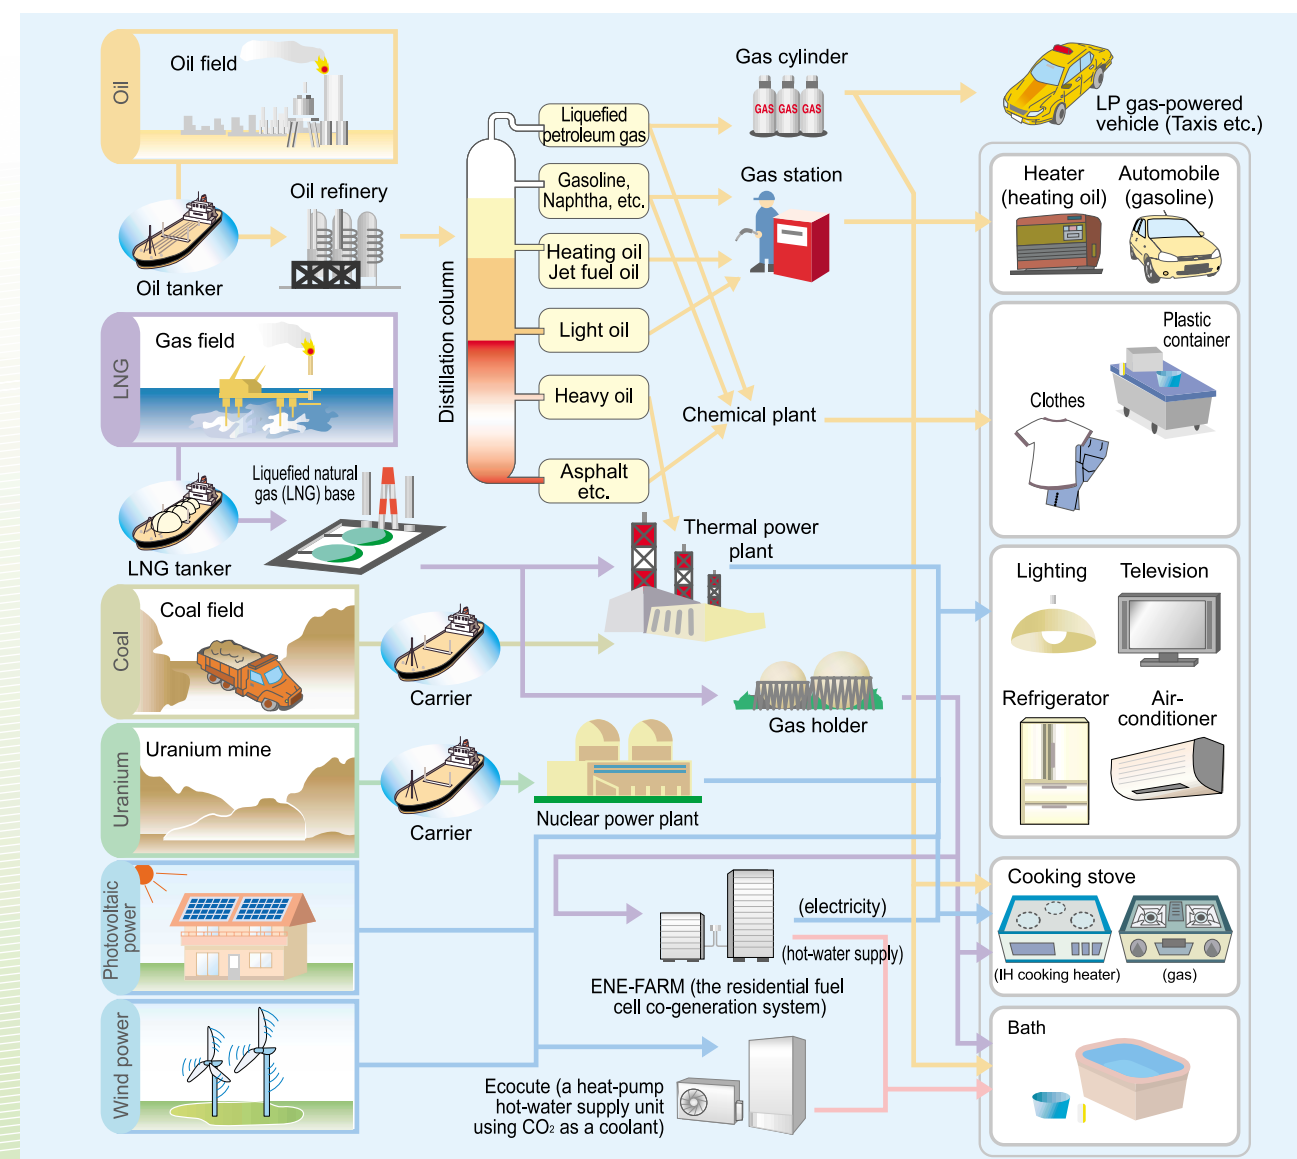 Oil
Oil field
Oil tanker
Oil refinery
Distillation column
Liquefied
petroleum gas
Gasoline,
Naphtha, etc.
Heating oil
Jet fuel oil
Light oil
Heavy oil
Asphalt
etc.
Gas cylinder
GAS GAS GAS
Gas station
Chemical plant
LP gas-powered
vehicle (Taxis etc.)
Heater
(heating oil)
Automobile
(gasoline)
Plastic
container
Clothes
LNG
Gas field
LNG tanker
Liquefied natural
gas (LNG) base
Thermal power
plant
Coal
Coal field
Carrier
Gas holder
Lighting
Television
Refrigerator
Air-
conditioner
Uranium
Uranium mine
Carrier
Nuclear power plant
Photovoltaic
power
(electricity)
(hot-water supply)
ENE-FARM (the residential fuel
cell co-generation system)
Cooking stove
(IH cooking heater)
(gas)
Wind power
Ecocute (a heat-pump
hot-water supply unit
using CO₂ as a coolant)
Bath